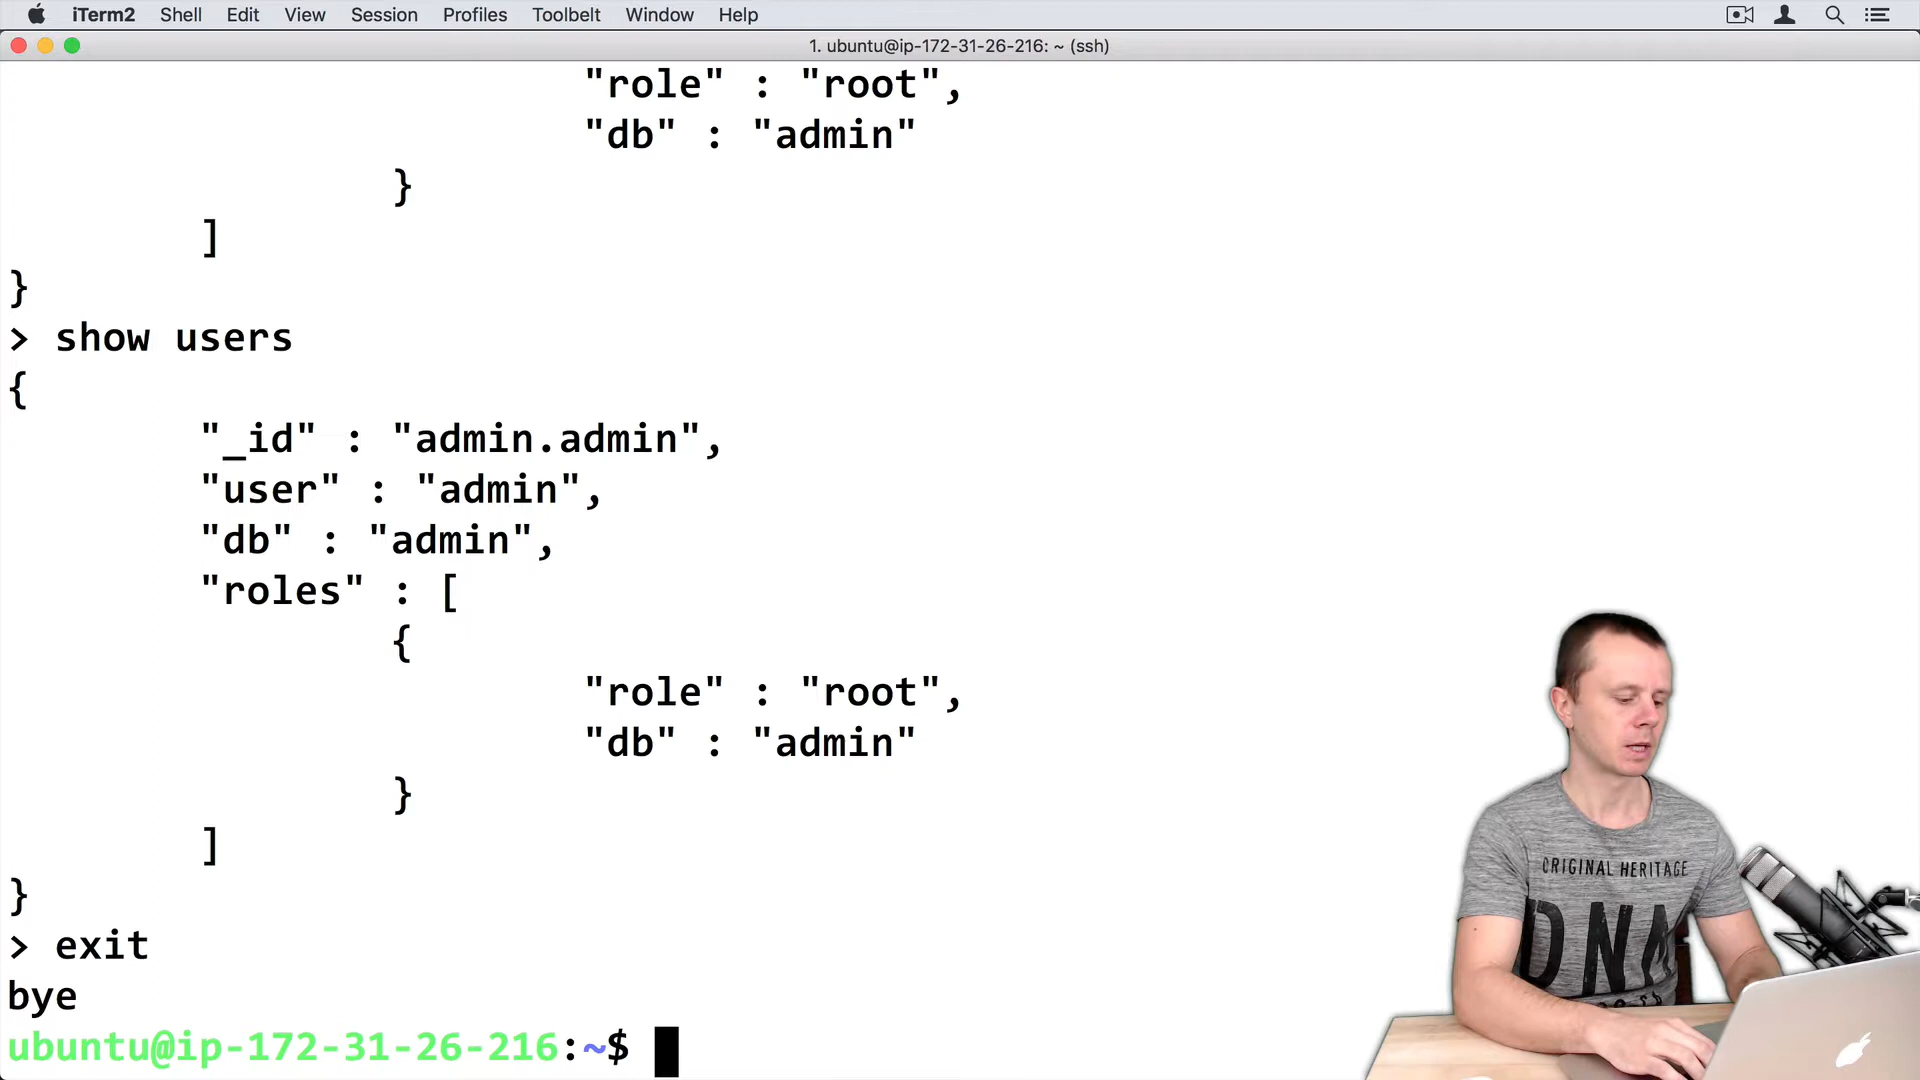 iTerm2 Shell Edit View Session Profiles Toolbelt Window Help
1. ubuntu@ip-172-31-26-216: ~ (ssh)
"role" : "root",
"db" : "admin"
}
]
}
> show users
{
"_id" : "admin.admin",
"user" : "admin",
"db" : "admin",
"roles" : [
{
"role" : "root",
"db" : "admin"
}
]
}
> exit
bye
ubuntu@ip-172-31-26-216:~$
ORIGINAL HERITAGE
DNA